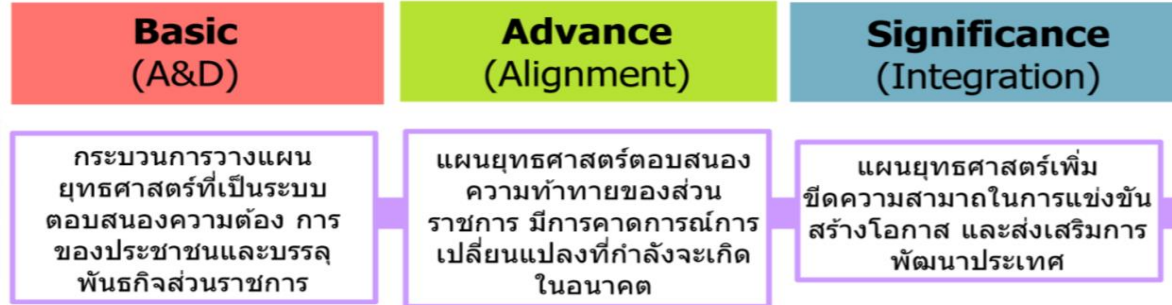 Basic
(A&D)
Advance
(Alignment)
Significance
(Integration)
กระบวนการวางแผน
ยุทธศาสตร์ที่เป็นระบบ
ตอบสนองความต้อง การ
ของประชาชนและบรรลุ
พันธกิจส่วนราชการ
แผนยุทธศาสตร์ตอบสนอง
ความท้าทายของส่วน
ราชการ มีการคาดการณ์การ
เปลี่ยนแปลงที่กำลังจะเกิด
ในอนาคต
แผนยุทธศาสตร์เพิ่ม
ขีดความสามาถในการแข่งขัน
สร้างโอกาส และส่งเสริมการ
พัฒนาประเทศ